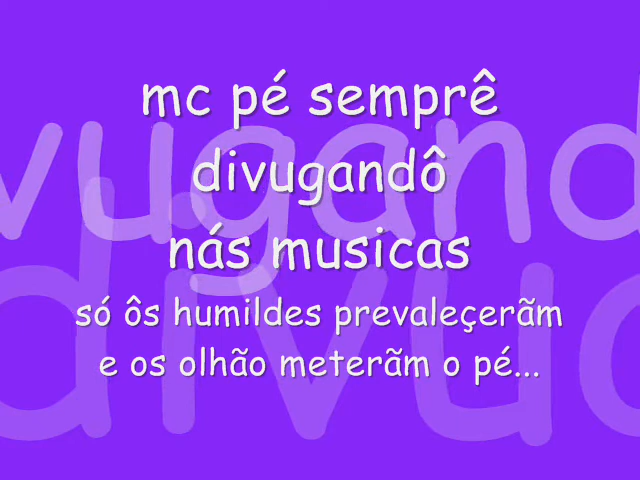 mc pé semprê
divugandô
nás musicas
só ôs humildes prevaleçerãm
e os olhão meterãm o pé...